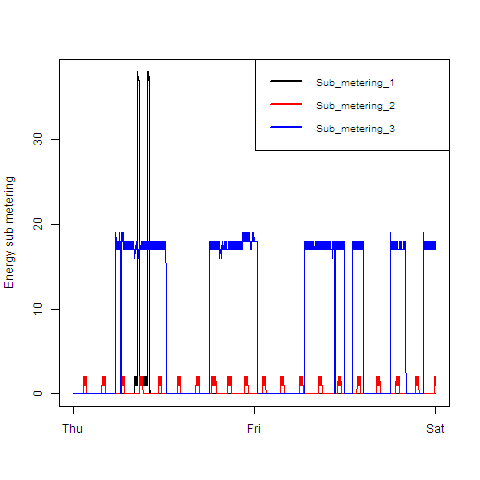 Sub_metering_1
Sub_metering_2
Sub_metering_3
Energy sub metering
30
20
10
0
Thu Fri Sat